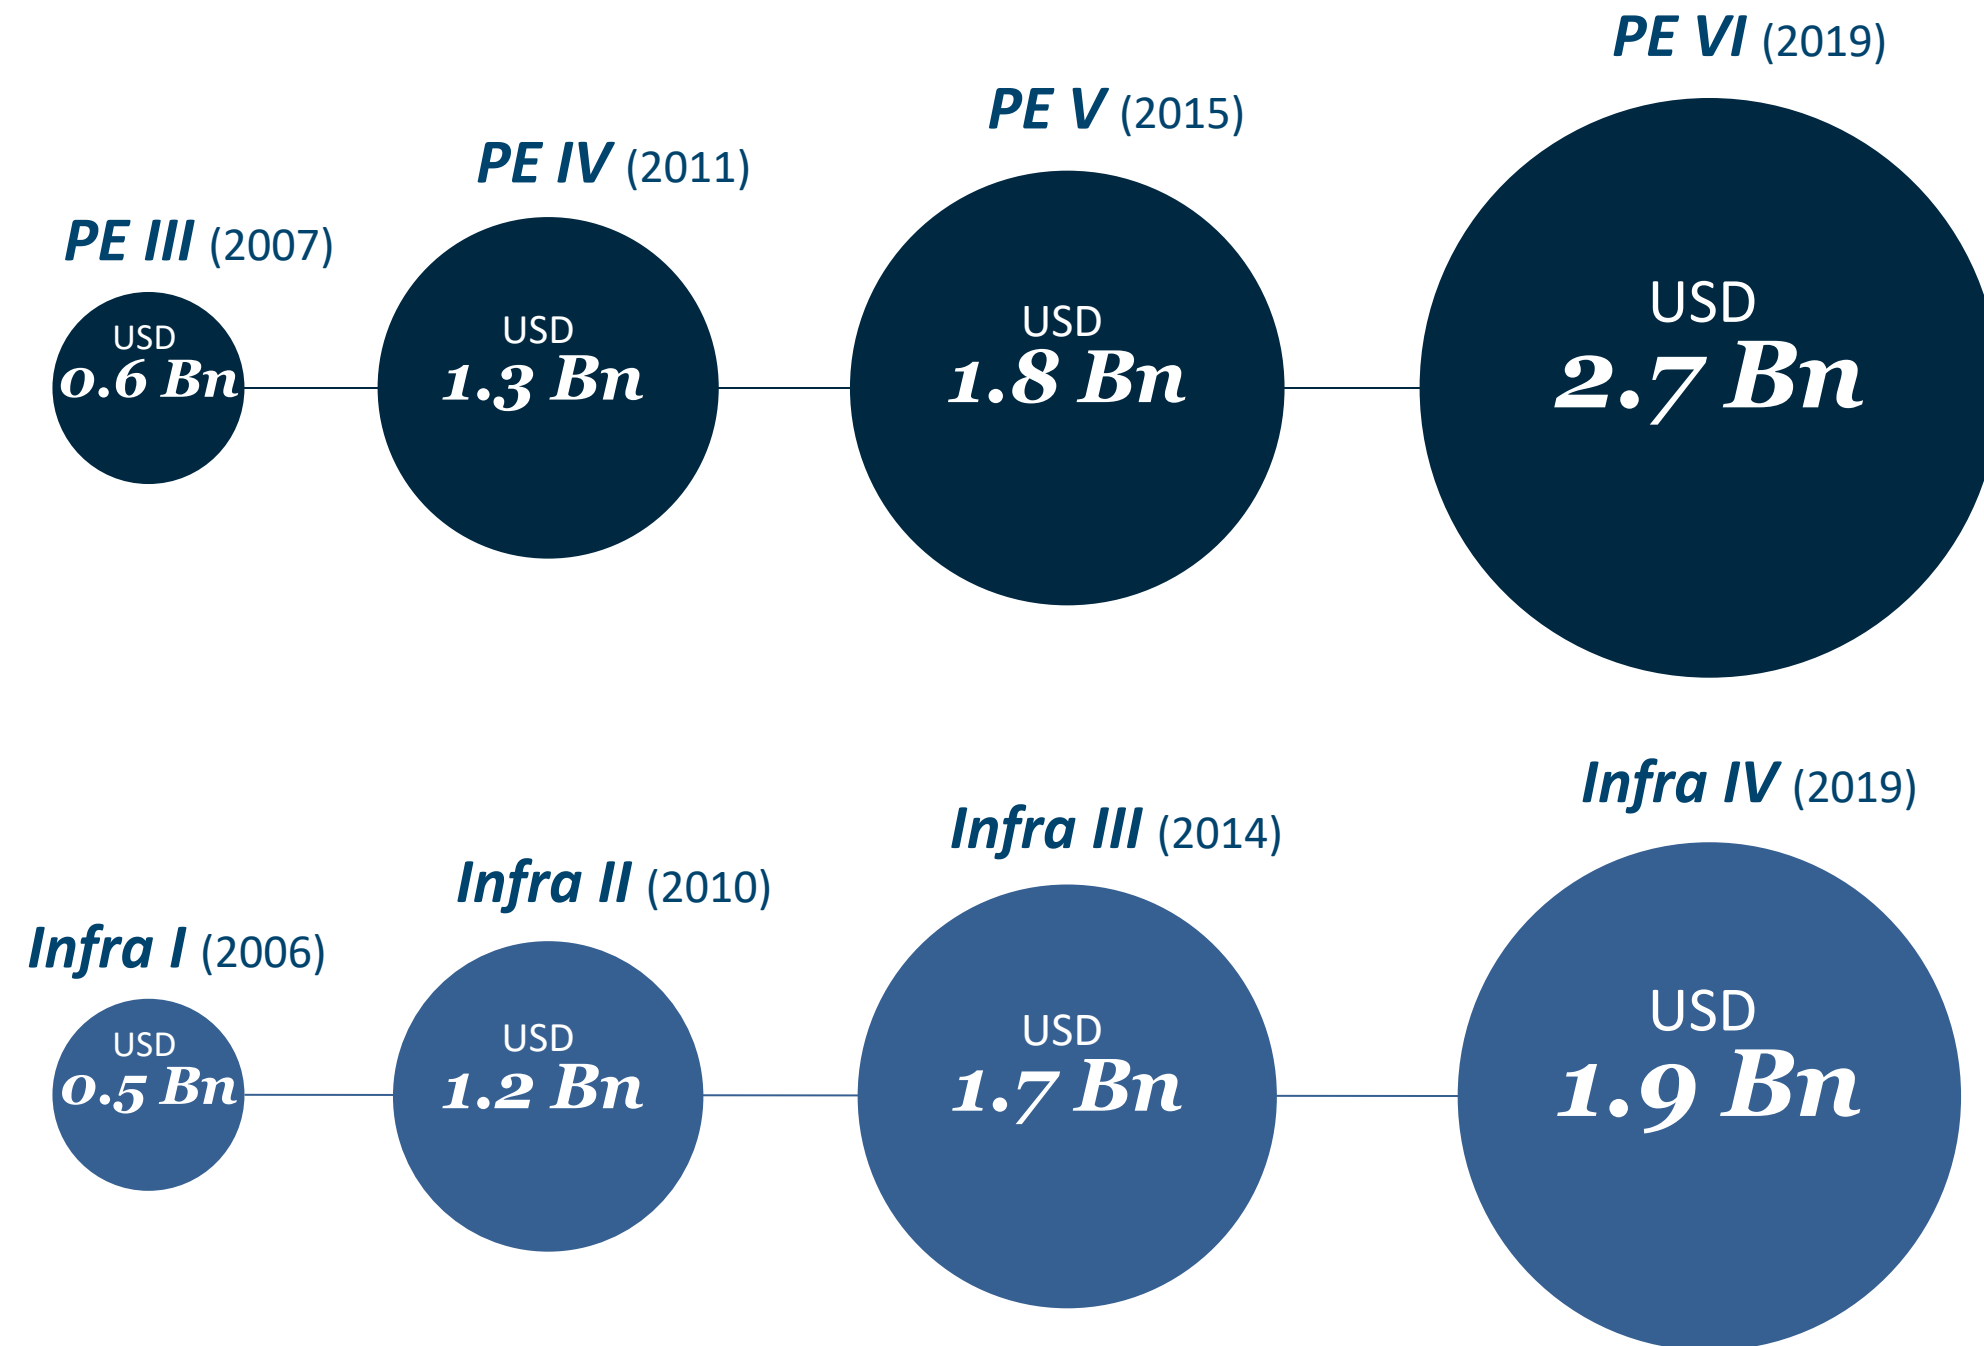 PE III (2007)
USD
0.6 Bn
PE IV (2011)
USD
1.3 Bn
PE V (2015)
USD
1.8 Bn
PE VI (2019)
USD
2.7 Bn
Infra I (2006)
USD
0.5 Bn
Infra II (2010)
USD
1.2 Bn
Infra III (2014)
USD
1.7 Bn
Infra IV (2019)
USD
1.9 Bn